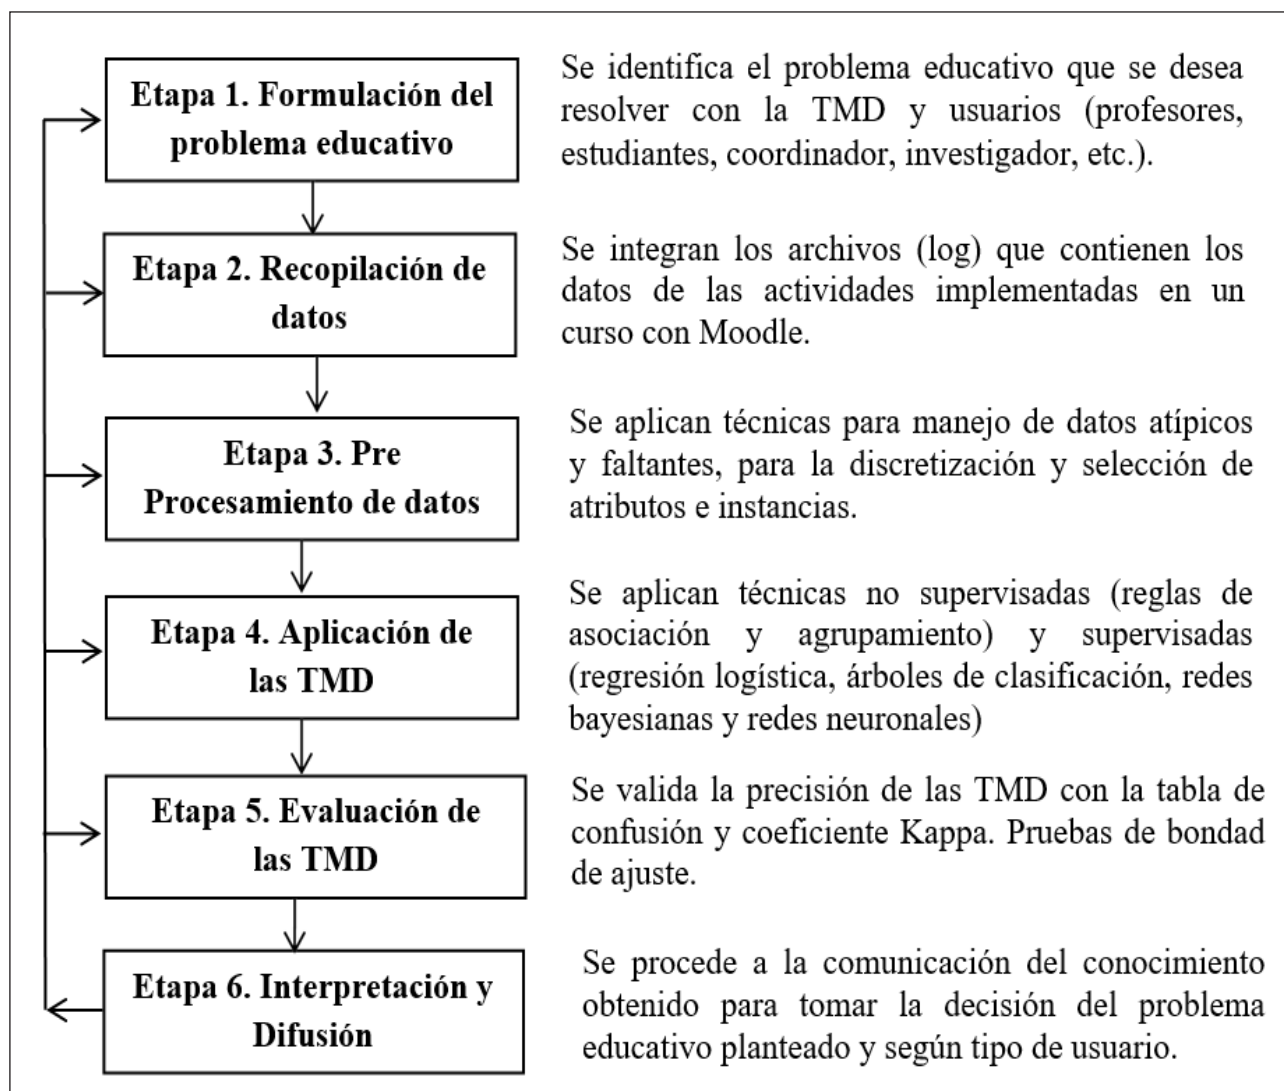 Etapa 1. Formulación del
problema educativo
Se identifica el problema educativo que se desea
resolver con la TMD y usuarios (profesores,
estudiantes, coordinador, investigador, etc.).
Etapa 2. Recopilación de
datos
Se integran los archivos (log) que contienen los
datos de las actividades implementadas en un
curso con Moodle.
Etapa 3. Pre
Procesamiento de datos
Se aplican técnicas para manejo de datos atípicos
y faltantes, para la discretización y selección de
atributos e instancias.
Etapa 4. Aplicación de
las TMD
Se aplican técnicas no supervisadas (reglas de
asociación y agrupamiento) y supervisadas
(regresión logística, árboles de clasificación, redes
bayesianas y redes neuronales)
Etapa 5. Evaluación de
las TMD
Se valida la precisión de las TMD con la tabla de
confusión y coeficiente Kappa. Pruebas de bondad
de ajuste.
Etapa 6. Interpretación y
Difusión
Se procede a la comunicación del conocimiento
obtenido para tomar la decisión del problema
educativo planteado y según tipo de usuario.